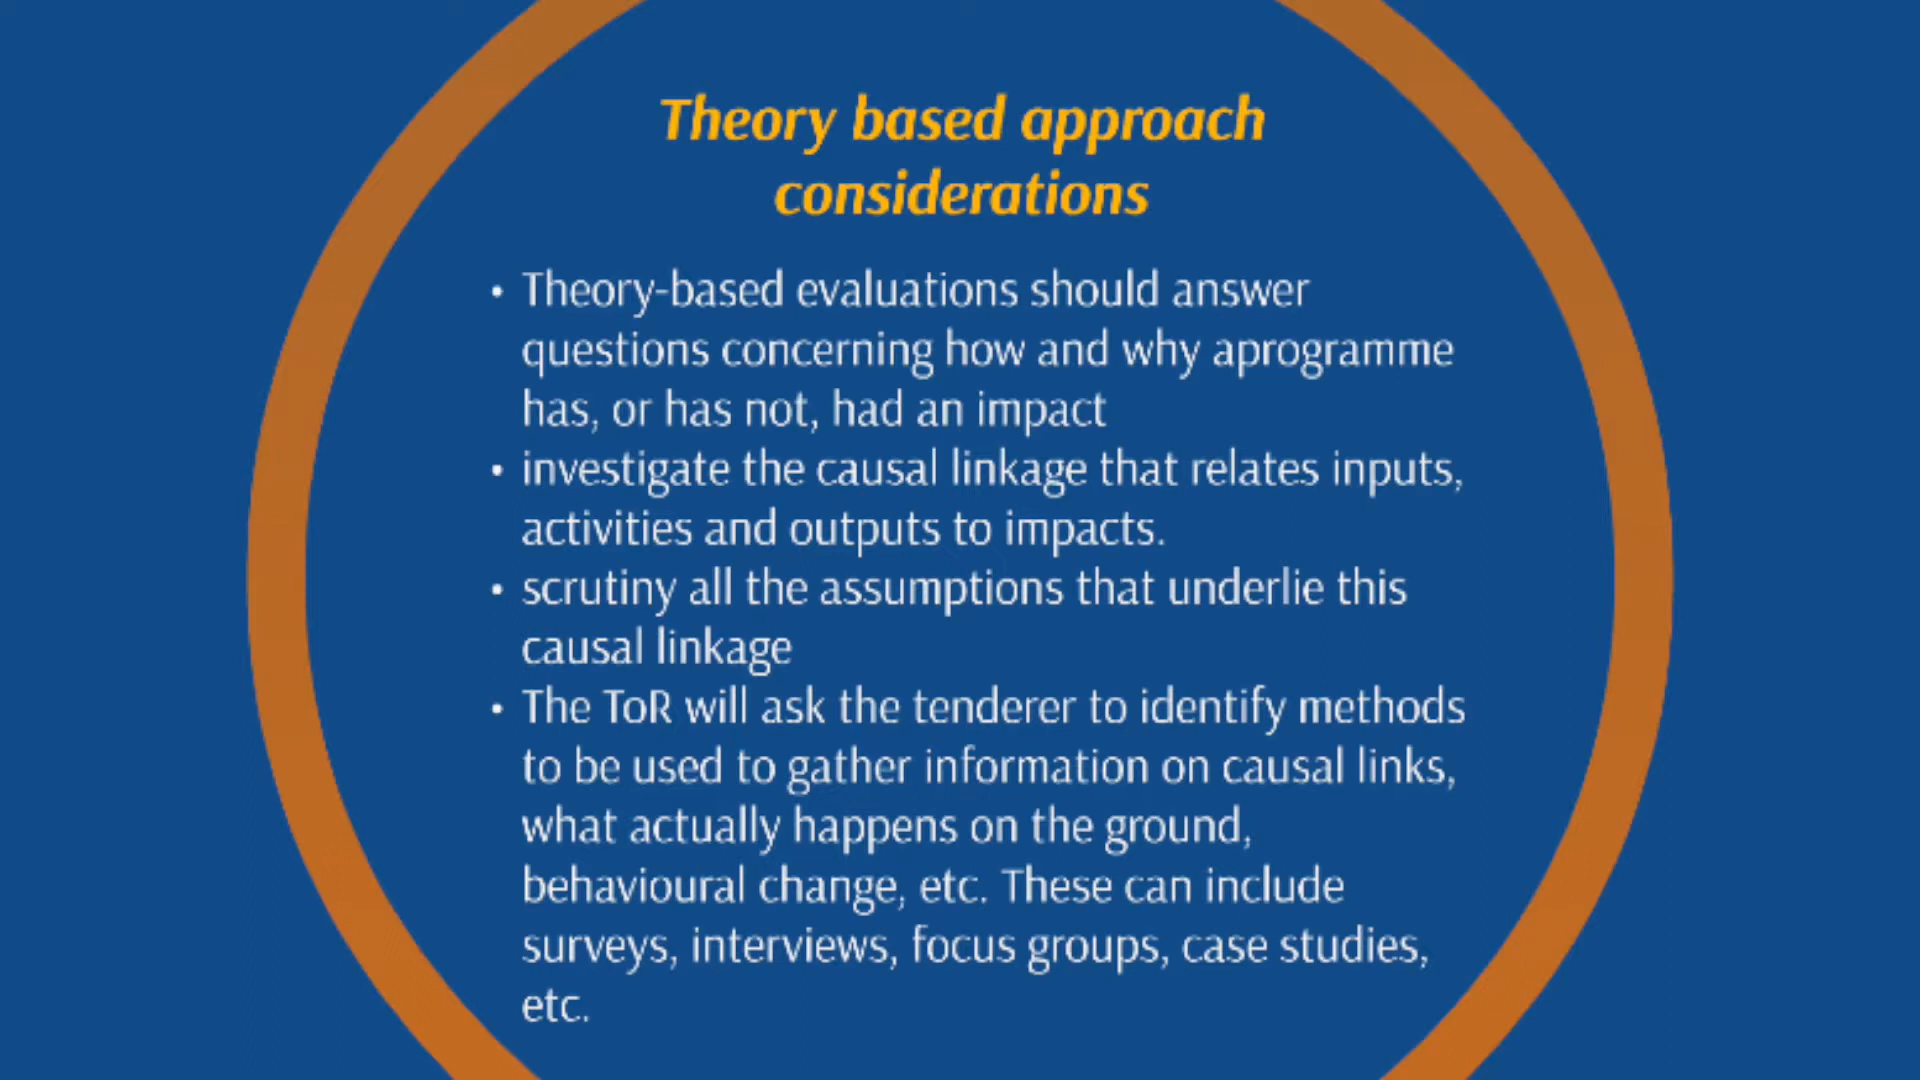 Theory based approach
considerations
• Theory-based evaluations should answer
questions concerning how and why aprogramme
has, or has not, had an impact
• investigate the causal linkage that relates inputs,
activities and outputs to impacts.
• scrutiny all the assumptions that underlie this
causal linkage
• The ToR will ask the tenderer to identify methods
to be used to gather information on causal links,
what actually happens on the ground,
behavioural change, etc. These can include
surveys, interviews, focus groups, case studies,
etc.